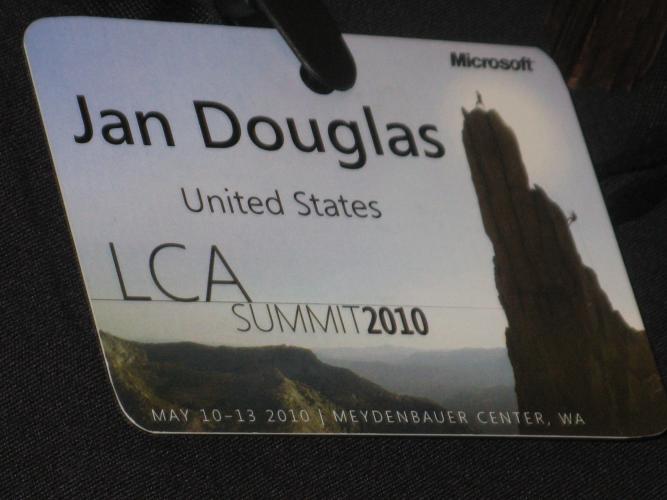 Microsoft
Jan Douglas
United States
LCA
SUMMIT2010
MAY 10-13 2010 | MEYDENBAUER CENTER, WA